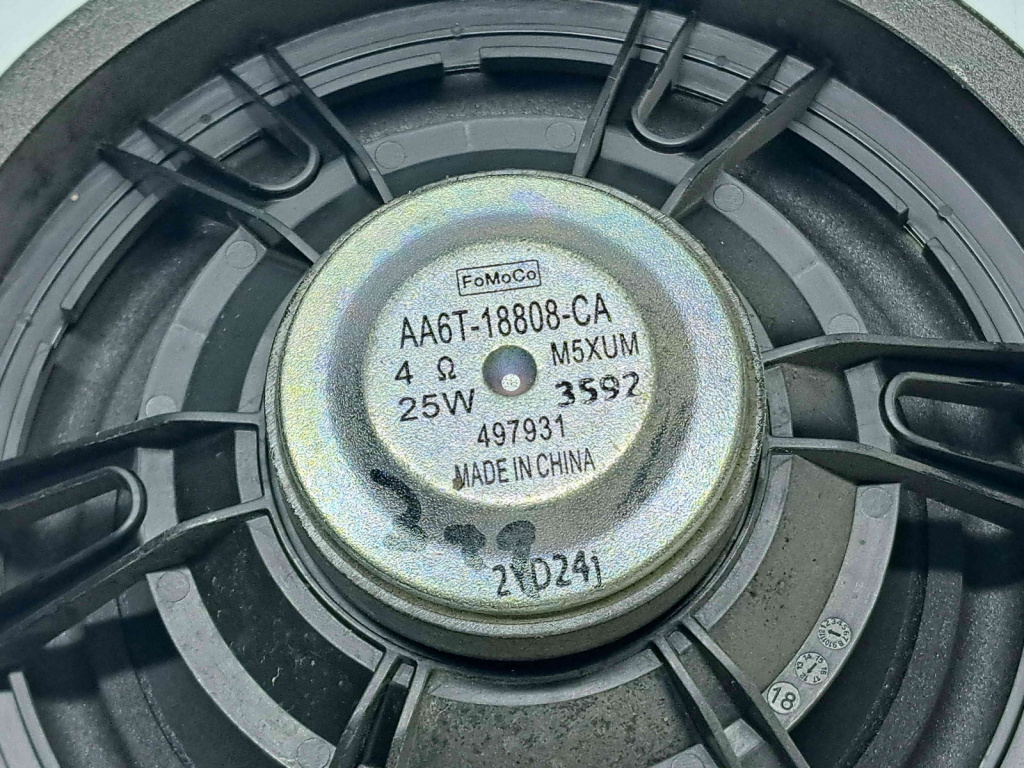 FoMoCo
AA6T-18808-CA
4 Ω
M5XUM
25W
3592
497931
MADE IN CHINA
2YD24j
18